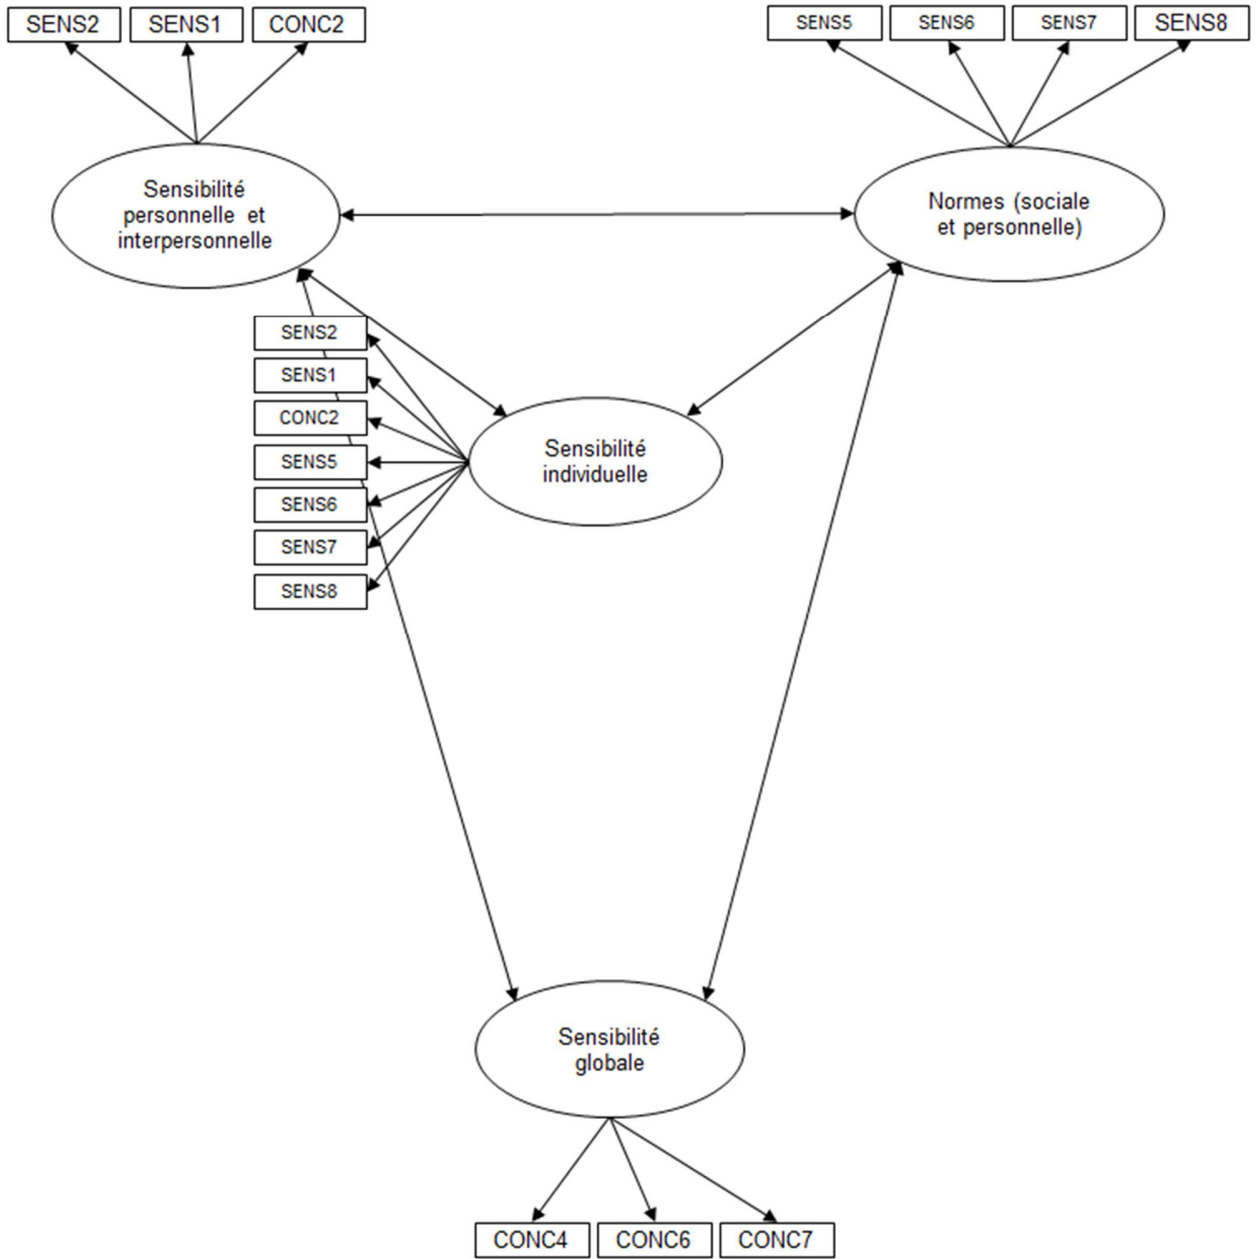 SENS2 SENS1 CONC2
SENS5 SENS6 SENS7 SENS8
Sensibilité
personnelle et
interpersonnelle
Normes (sociale
et personnelle)
SENS2
SENS1
CONC2
SENS5
SENS6
SENS7
SENS8
Sensibilité
individuelle
Sensibilité
globale
CONC4 CONC6 CONC7